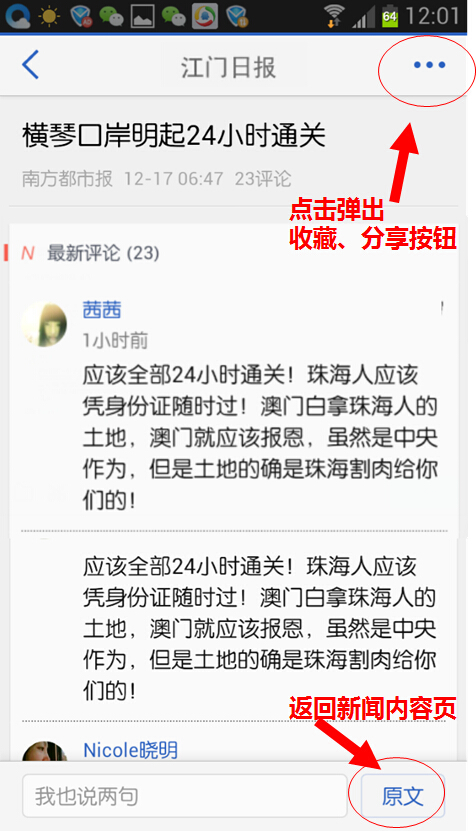 64 12:01
江门日报
横琴口岸明起24小时通关
南方都市报 12-17 06:47 23评论
点击弹出
收藏、分享按钮
N 最新评论 (23)
茜茜
1小时前
应该全部24小时通关！珠海人应该
凭身份证随时过！澳门白拿珠海人的
土地，澳门就应该报恩，虽然是中央
作为，但是土地的确是珠海割肉给你
们的！
应该全部24小时通关！珠海人应该
凭身份证随时过！澳门白拿珠海人的
土地，澳门就应该报恩，虽然是中央
作为，但是土地的确是珠海割肉给你
们的！
返回新闻内容页
Nicole晓明
我也说两句 原文